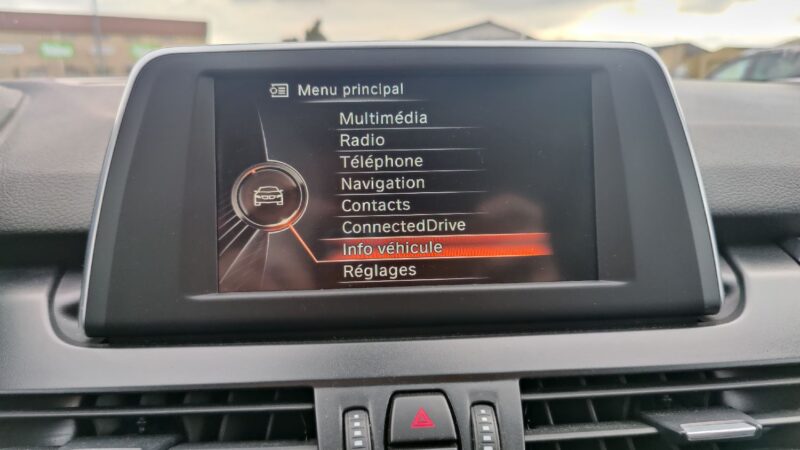 Menu principal
Multimédia
Radio
Téléphone
Navigation
Contacts
ConnectedDrive
Info véhicule
Réglages